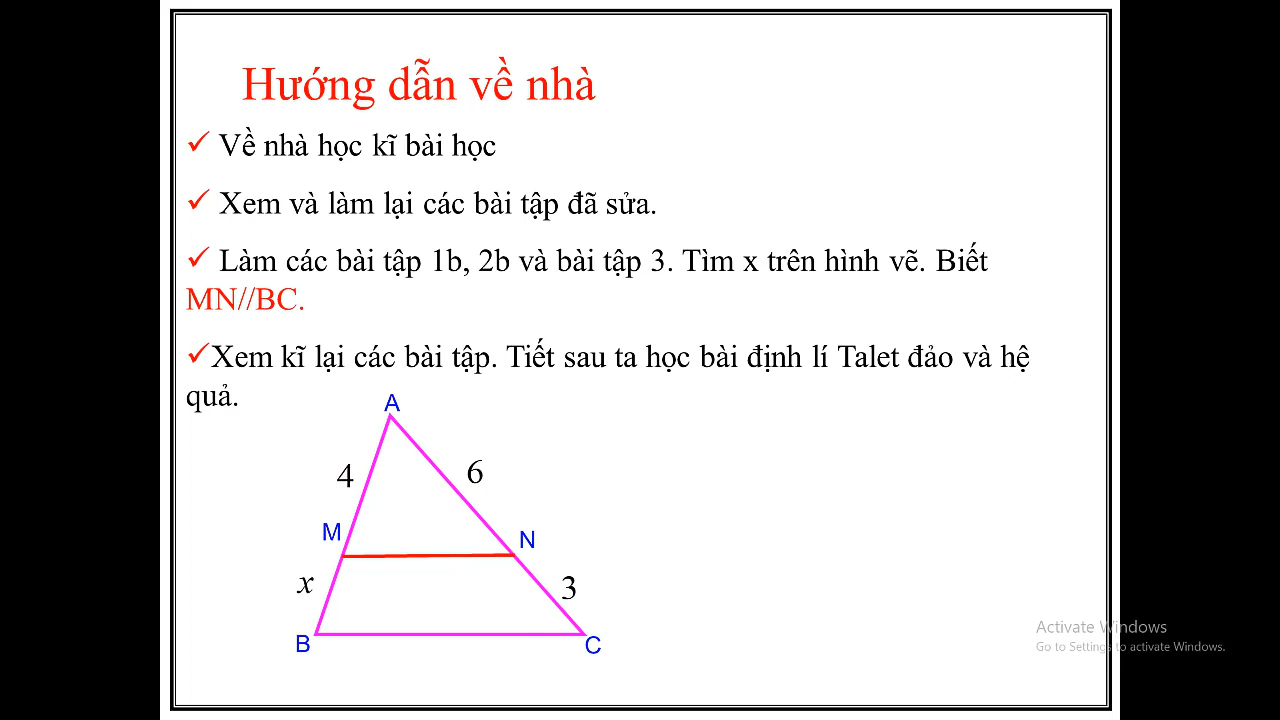 Hướng dẫn về nhà
Về nhà học kĩ bài học
Xem và làm lại các bài tập đã sửa.
Làm các bài tập 1b, 2b và bài tập 3. Tìm x trên hình vẽ. Biết
MN//BC.
Xem kĩ lại các bài tập. Tiết sau ta học bài định lí Talet đảo và hệ
quả.
A
4
6
M
N
x
3
B
C
Activate Windows
Go to Settings to activate Windows.